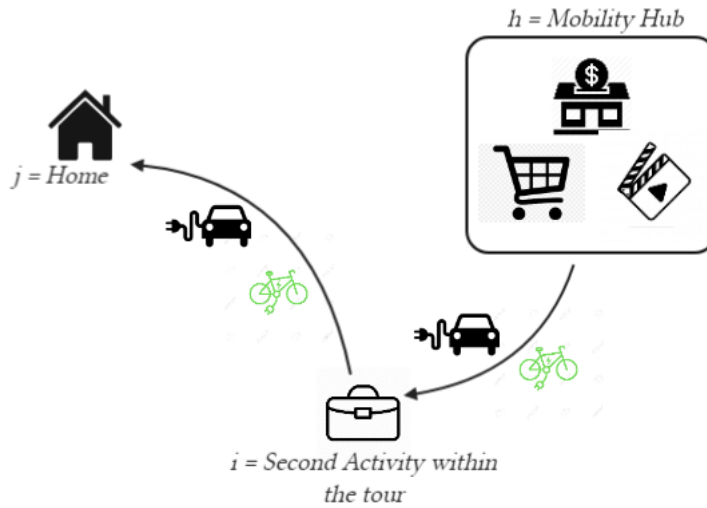 h = Mobility Hub
$
j = Home
i = Second Activity within
the tour